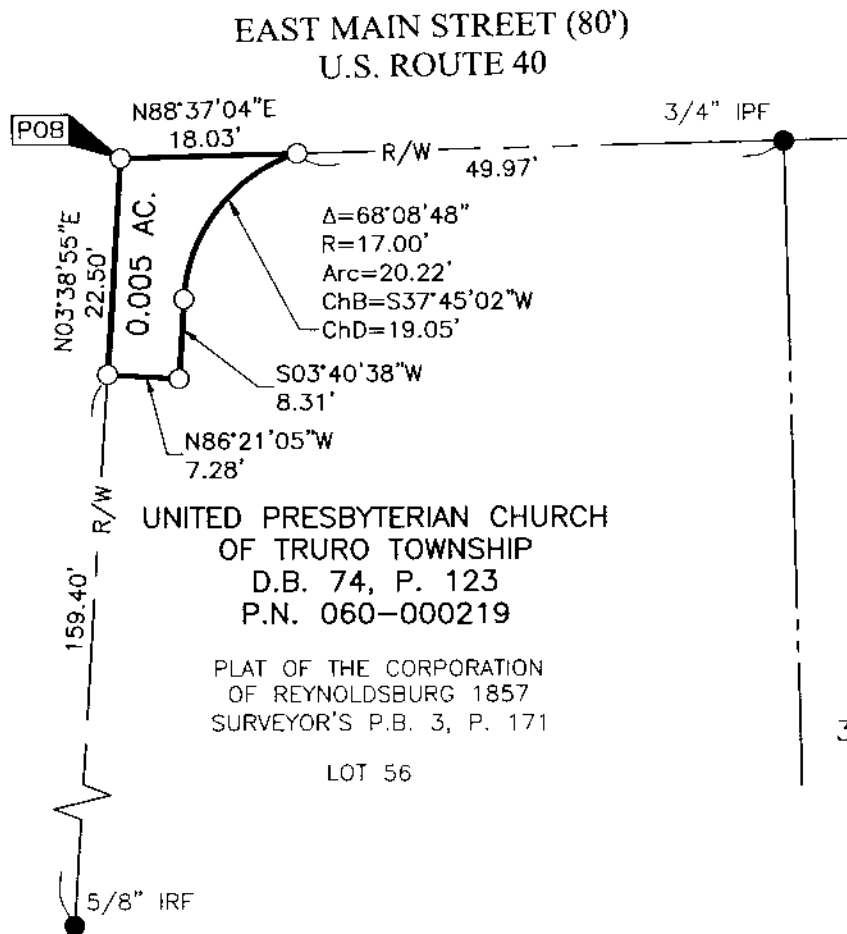 EAST MAIN STREET (80')
U.S. ROUTE 40
POB
N88°37'04"E
18.03'
3/4" IPF
R/W
49.97'
N03°38'55"E
22.50'
0.005 AC.
Δ=68°08'48"
R=17.00'
Arc=20.22'
ChB=S37°45'02"W
ChD=19.05'
S03°40'38"W
8.31'
N86°21'05"W
7.28'
R/W
159.40'
UNITED PRESBYTERIAN CHURCH
OF TRURO TOWNSHIP
D.B. 74, P. 123
P.N. 060-000219
PLAT OF THE CORPORATION
OF REYNOLDSBURG 1857
SURVEYOR'S P.B. 3, P. 171
LOT 56
3
5/8" IRF